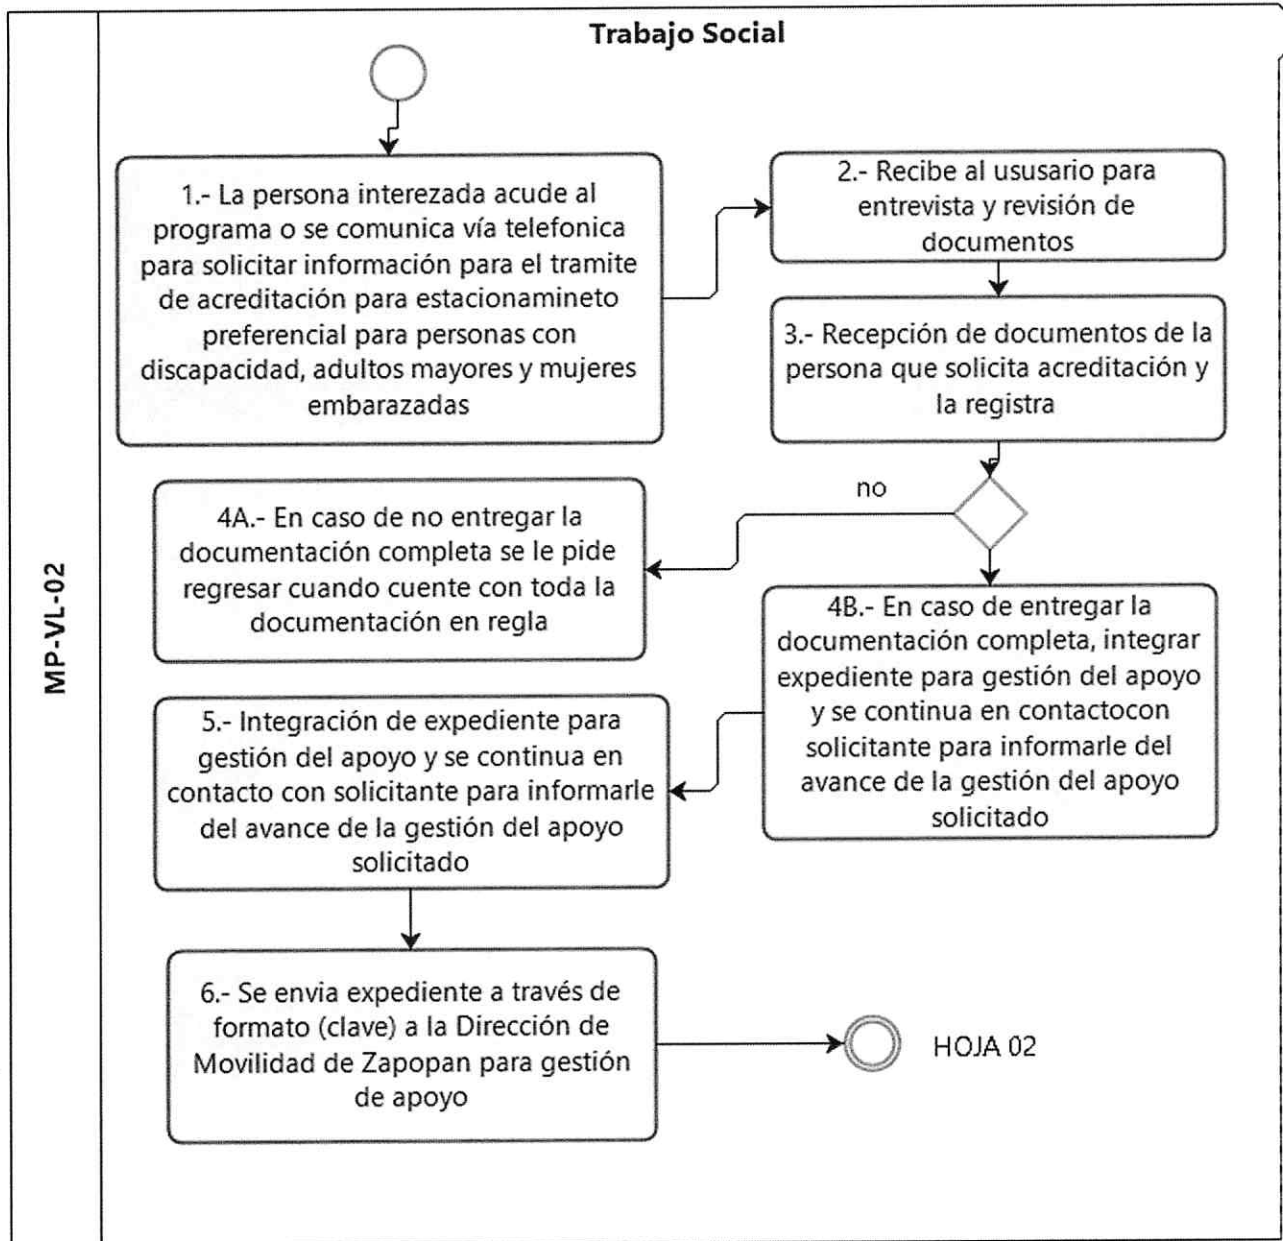 Trabajo Social
MP-VL-02
1.- La persona interezada acude al
programa o se comunica vía telefonica
para solicitar información para el tramite
de acreditación para estacionamineto
preferencial para personas con
discapacidad, adultos mayores y mujeres
embarazadas
2.- Recibe al ususario para
entrevista y revisión de
documentos
3.- Recepción de documentos de la
persona que solicita acreditación y
la registra
no
4A.- En caso de no entregar la
documentación completa se le pide
regresar cuando cuente con toda la
documentación en regla
4B.- En caso de entregar la
documentación completa, integrar
expediente para gestión del apoyo
y se continua en contactocon
solicitante para informarle del
avance de la gestión del apoyo
solicitado
5.- Integración de expediente para
gestión del apoyo y se continua en
contacto con solicitante para informarle
del avance de la gestión del apoyo
solicitado
6.- Se envia expediente a través de
formato (clave) a la Dirección de
Movilidad de Zapopan para gestión
de apoyo
HOJA 02